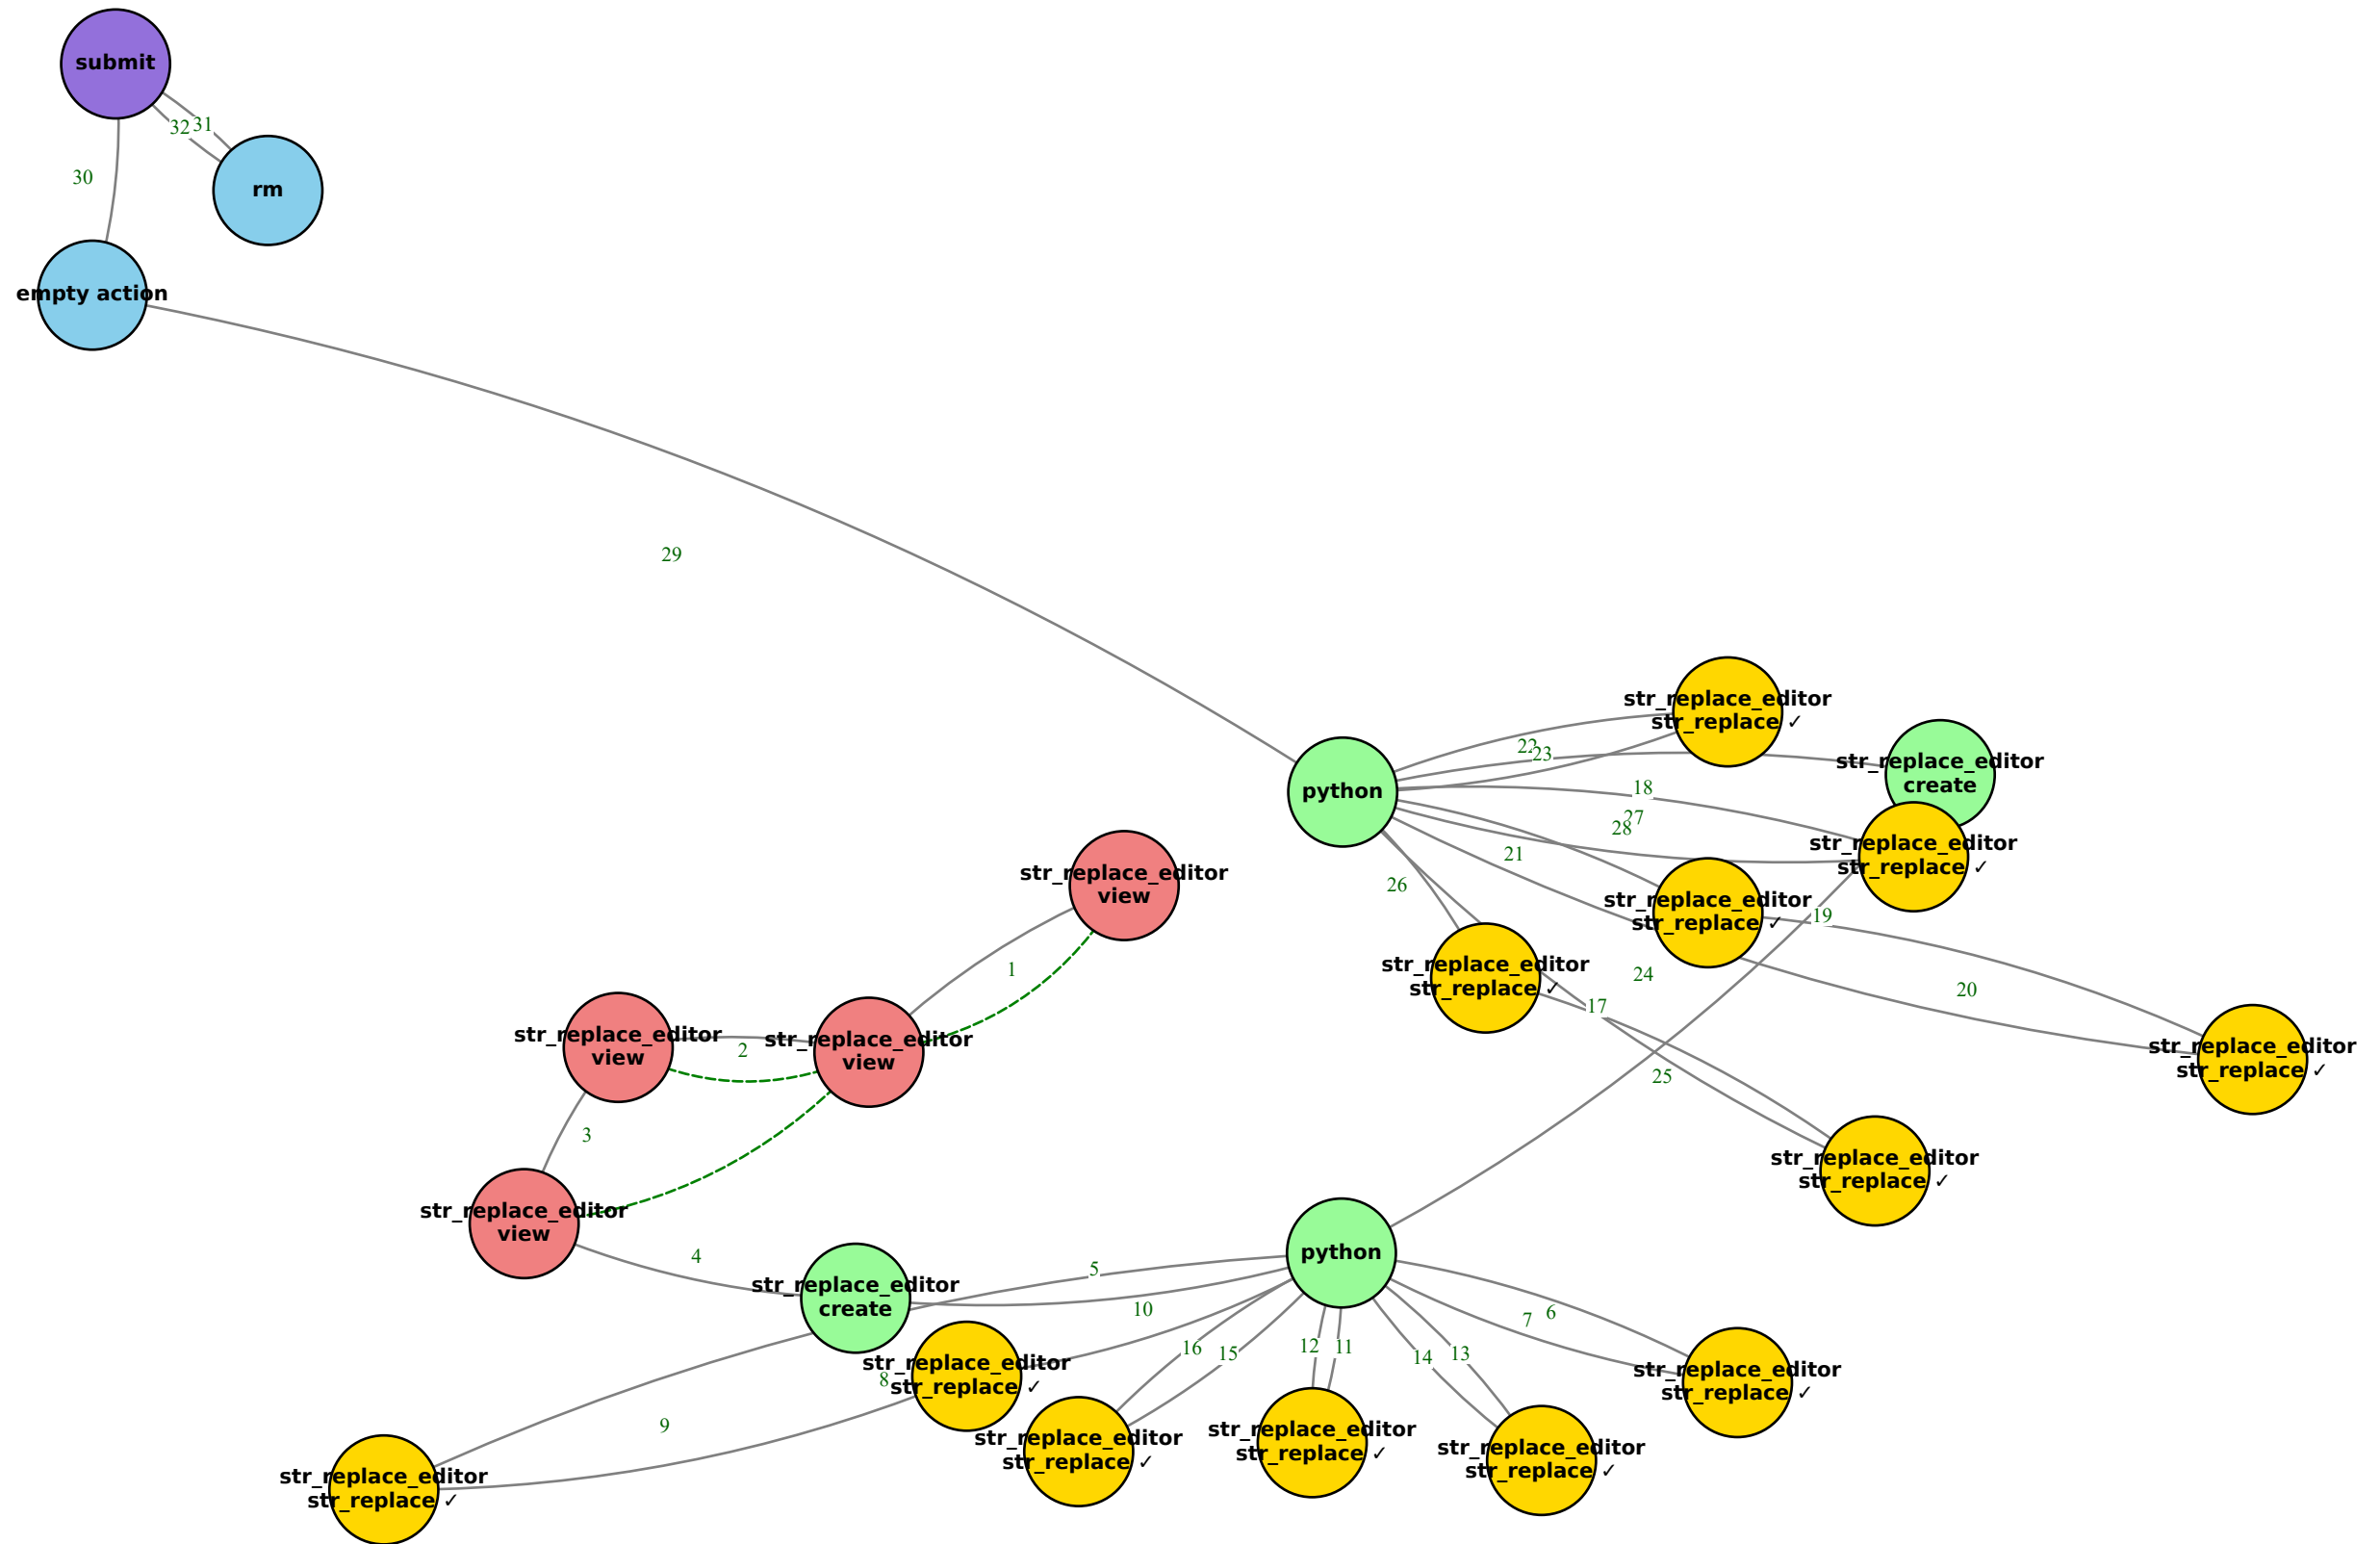 submit
32
31
30
rm
empty action
29
str_replace_editor
str_replace ✓
22
23
str_replace_editor
create
python
18
27
28
str_replace_editor
str_replace ✓
21
26
str_replace_editor
view
str_replace_editor
str_replace ✓
19
1
str_replace_editor
str_replace ✓
24
20
17
str_replace_editor
view
2
str_replace_editor
view
str_replace_editor
str_replace ✓
25
3
str_replace_editor
str_replace ✓
str_replace_editor
view
4
python
5
str_replace_editor
create
10
7
6
16
15
12
11
14
13
str_replace_editor
str_replace ✓
8
str_replace_editor
str_replace ✓
9
str_replace_editor
str_replace ✓
str_replace_editor
str_replace ✓
str_replace_editor
str_replace ✓
str_replace_editor
str_replace ✓